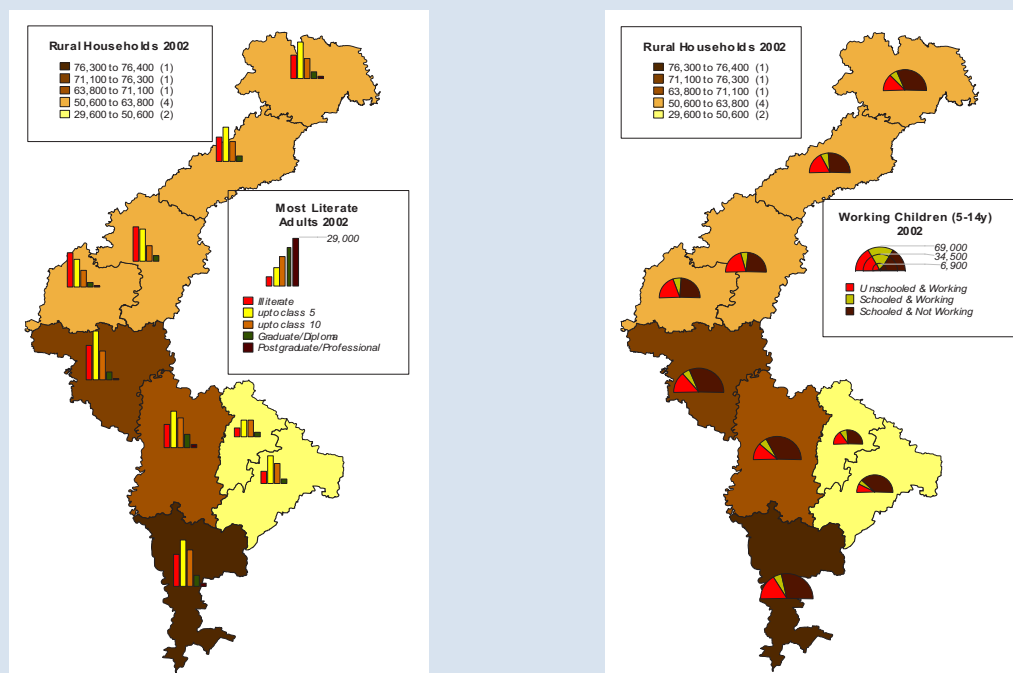 Rural Households 2002
76,300 to 76,400 (1)
71,100 to 76,300 (1)
63,800 to 71,100 (1)
50,600 to 63,800 (4)
29,600 to 50,600 (2)
Most Literate
Adults 2002
29,000
Illiterate
upto class 5
upto class 10
Graduate/Diploma
Postgraduate/Professional
Rural Households 2002
76,300 to 76,400 (1)
71,100 to 76,300 (1)
63,800 to 71,100 (1)
50,600 to 63,800 (4)
29,600 to 50,600 (2)
Working Children (5-14y)
2002
69,000
34,500
6,900
Unschooled & Working
Schooled & Working
Schooled & Not Working